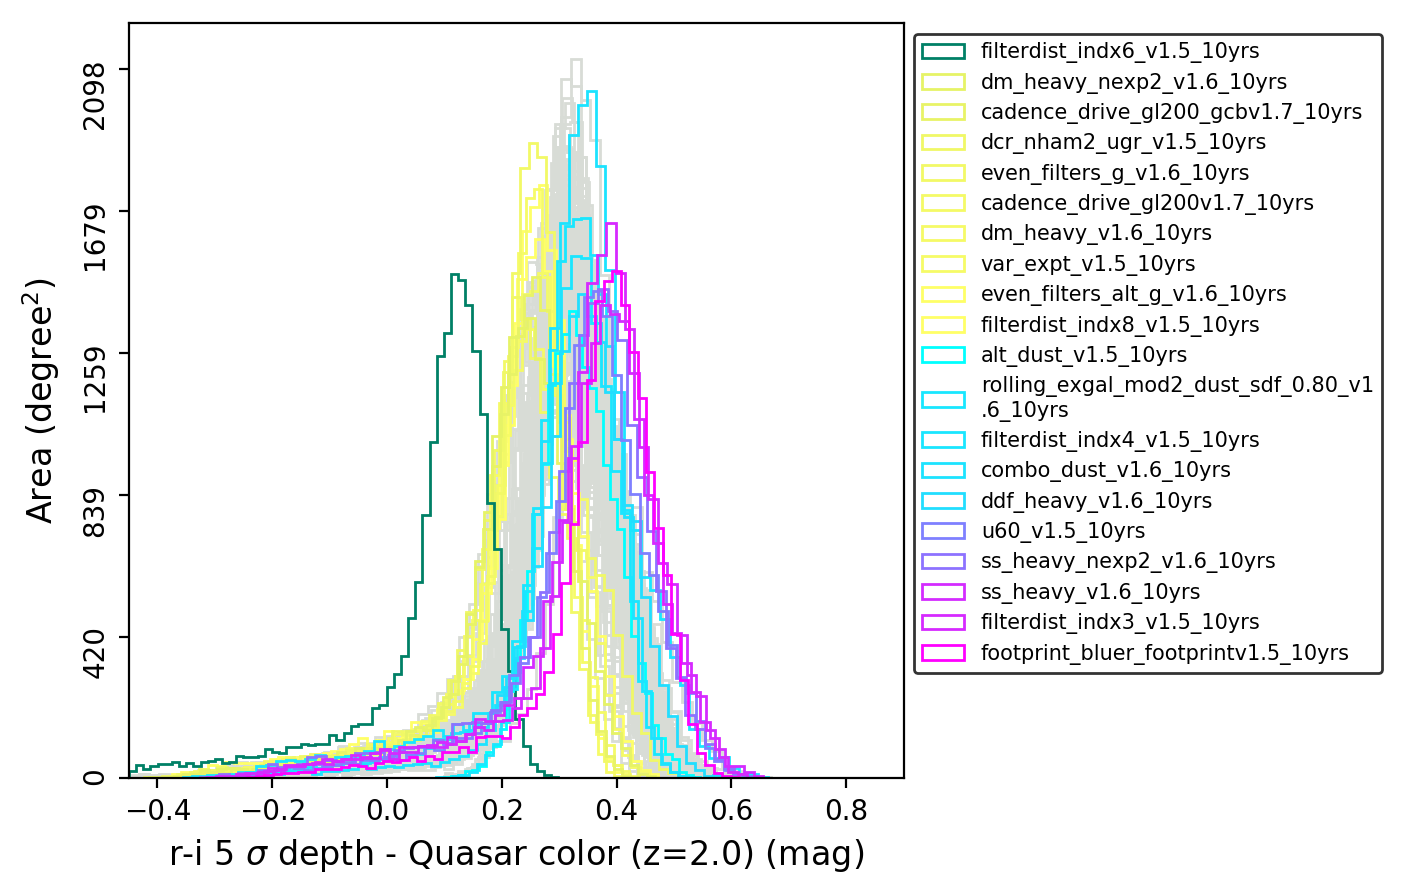 2098
1679
1259
839
420
0
Area (degree²)
−0.4
−0.2
0.0
0.2
0.4
0.6
0.8
r-i 5 σ depth - Quasar color (z=2.0) (mag)
filterdist_indx6_v1.5_10yrs
dm_heavy_nexp2_v1.6_10yrs
cadence_drive_gl200_gcbv1.7_10yrs
dcr_nham2_ugr_v1.5_10yrs
even_filters_g_v1.6_10yrs
cadence_drive_gl200v1.7_10yrs
dm_heavy_v1.6_10yrs
var_expt_v1.5_10yrs
even_filters_alt_g_v1.6_10yrs
filterdist_indx8_v1.5_10yrs
alt_dust_v1.5_10yrs
rolling_exgal_mod2_dust_sdf_0.80_v1
.6_10yrs
filterdist_indx4_v1.5_10yrs
combo_dust_v1.6_10yrs
ddf_heavy_v1.6_10yrs
u60_v1.5_10yrs
ss_heavy_nexp2_v1.6_10yrs
ss_heavy_v1.6_10yrs
filterdist_indx3_v1.5_10yrs
footprint_bluer_footprintv1.5_10yrs